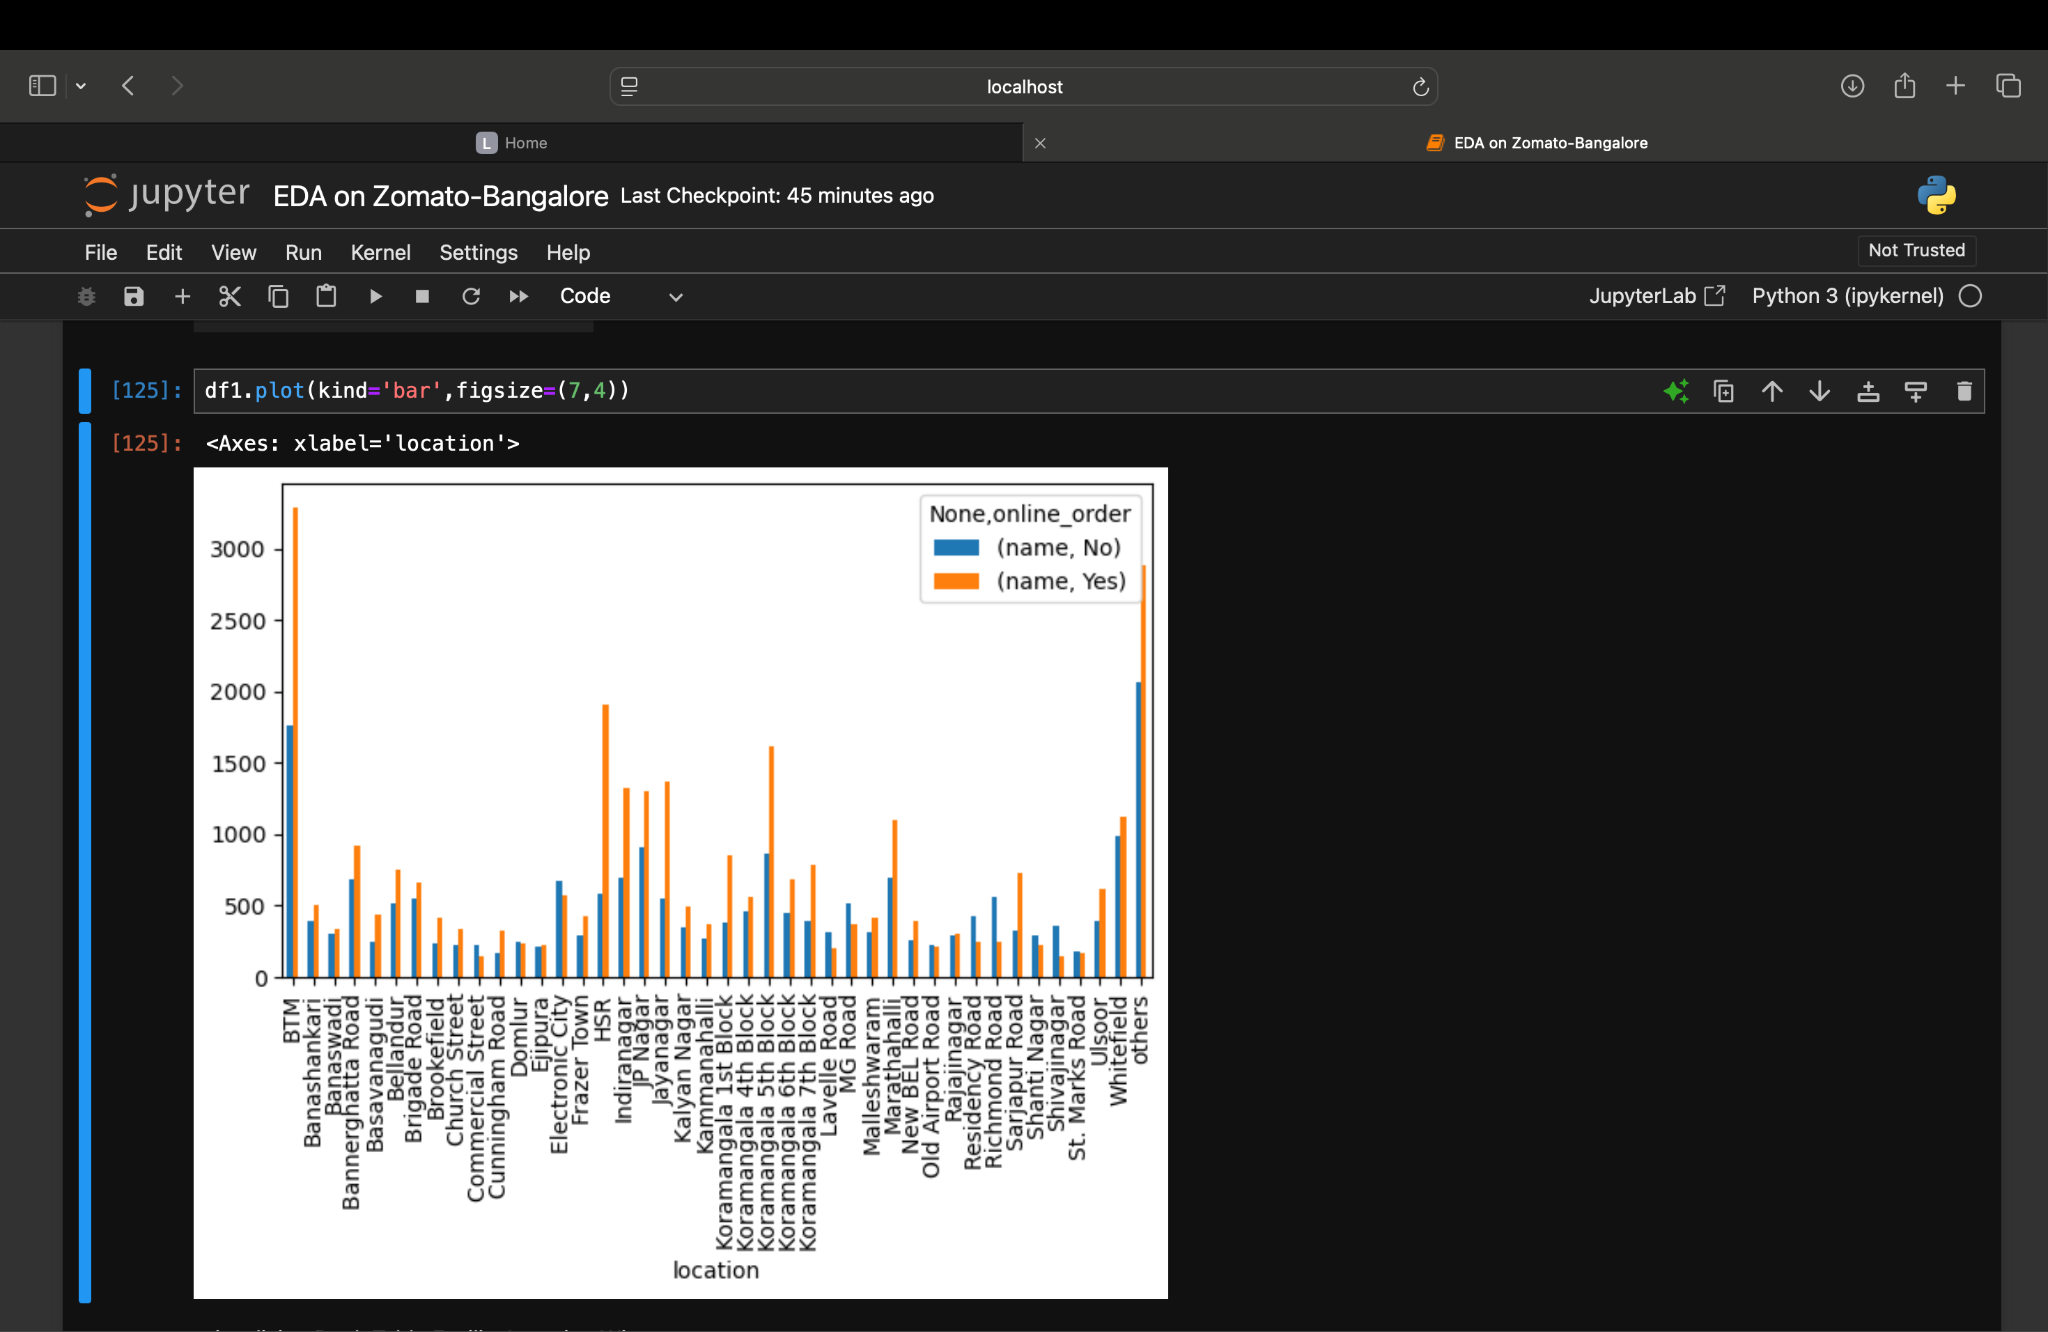 localhost
L Home
EDA on Zomato-Bangalore
jupyter EDA on Zomato-Bangalore Last Checkpoint: 45 minutes ago
File Edit View Run Kernel Settings Help
Not Trusted
Code
JupyterLab Python 3 (ipykernel)
[125]: df1.plot(kind='bar',figsize=(7,4))
[125]: <Axes: xlabel='location'>
None,online_order
(name, No)
(name, Yes)
3000
2500
2000
1500
1000
500
0
BTM
Banashankari
Banaswadi
Bannerghatta Road
Basavanagudi
Bellandur
Brigade Road
Brookefield
Church Street
Commercial Street
Cunningham Road
Domlur
Ejipura
Electronic City
Frazer Town
HSR
Indiranagar
JP Nagar
Jayanagar
Kalyan Nagar
Kammanahalli
Koramangala 1st Block
Koramangala 4th Block
Koramangala 5th Block
Koramangala 6th Block
Koramangala 7th Block
Lavelle Road
MG Road
Malleshwaram
Marathahalli
New BEL Road
Old Airport Road
Rajajinagar
Residency Road
Richmond Road
Sarjapur Road
Shanti Nagar
Shivajinagar
St. Marks Road
Ulsoor
Whitefield
others
location